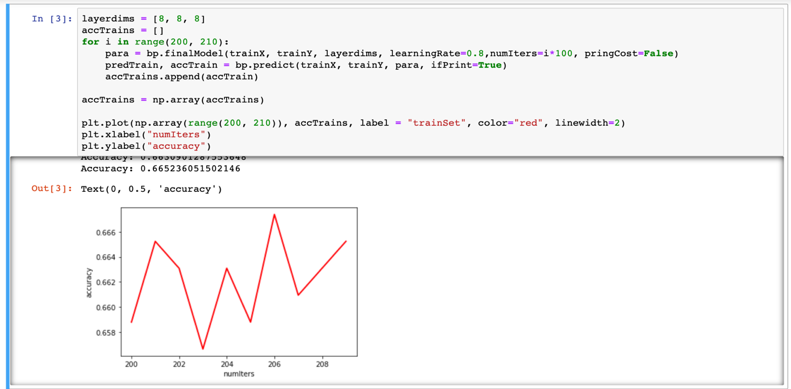 In [3]: layerdims = [8, 8, 8]
accTrains = []
for i in range(200, 210):
para = bp.finalModel(trainX, trainY, layerdims, learningRate=0.8,numIters=i*100, pringCost=False)
predTrain, accTrain = bp.predict(trainX, trainY, para, ifPrint=True)
accTrains.append(accTrain)
accTrains = np.array(accTrains)
plt.plot(np.array(range(200, 210)), accTrains, label = "trainSet", color="red", linewidth=2)
plt.xlabel("numIters")
plt.ylabel("accuracy")
Accuracy: 0.6630901287553648
Accuracy: 0.665236051502146
Out[3]: Text(0, 0.5, 'accuracy')
0.666
0.664
0.662
0.660
0.658
accuracy
200 202 204 206 208
numIters